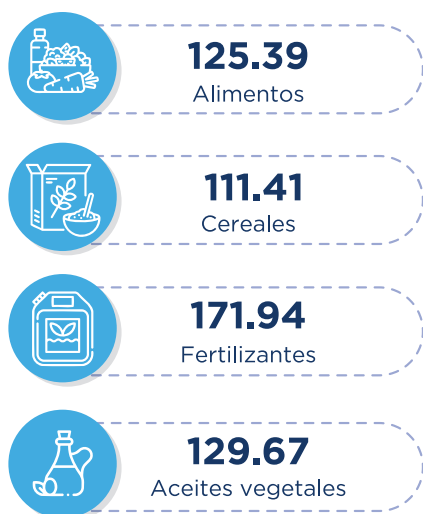 125.39
Alimentos
111.41
Cereales
171.94
Fertilizantes
129.67
Aceites vegetales